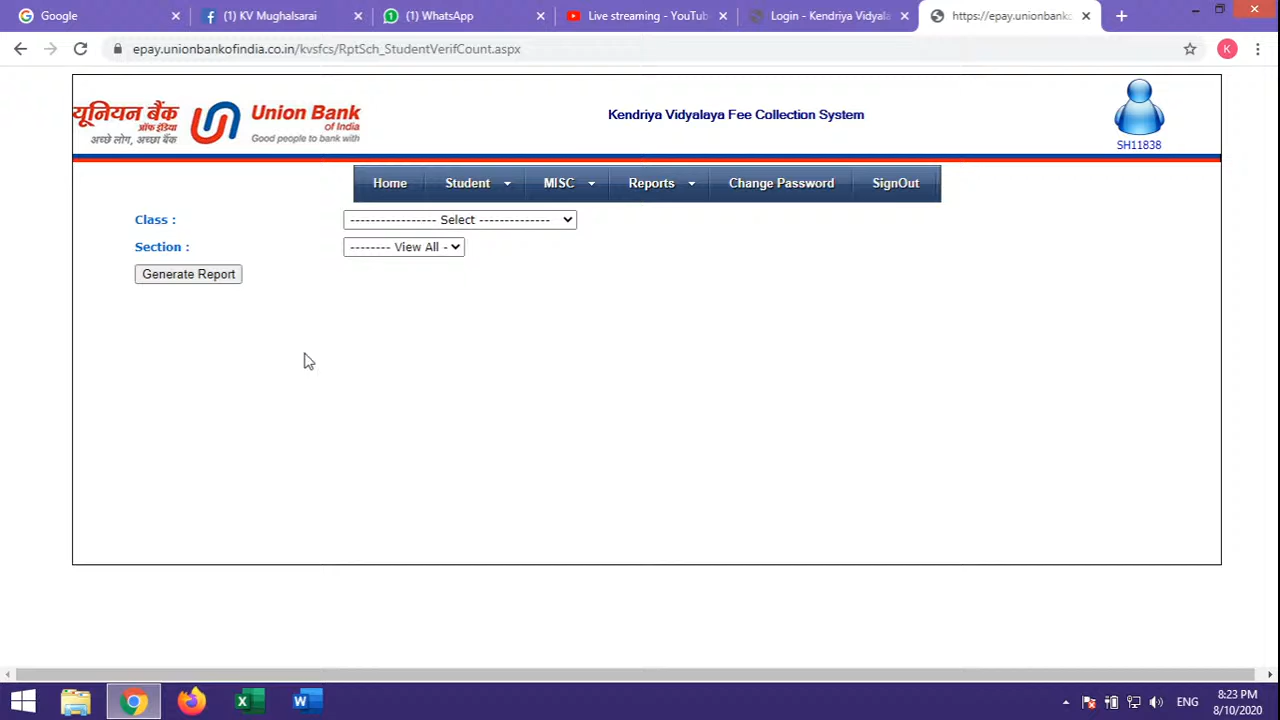 Google
(1) KV Mughalsarai
(1) WhatsApp
Live streaming - YouTub
Login - Kendriya Vidyala
https://epay.unionbank
epay.unionbankofindia.co.in/kvsfcs/RptSch_StudentVerifCount.aspx
K
यूनियन बैंक
ऑफ इंडिया
अच्छे लोग, अच्छा बैंक
Union Bank
of India
Good people to bank with
Kendriya Vidyalaya Fee Collection System
SH11838
Home Student MISC Reports Change Password SignOut
Class : ----------------- Select --------------
Section : -------- View All -
Generate Report
ENG
8:23 PM
8/10/2020